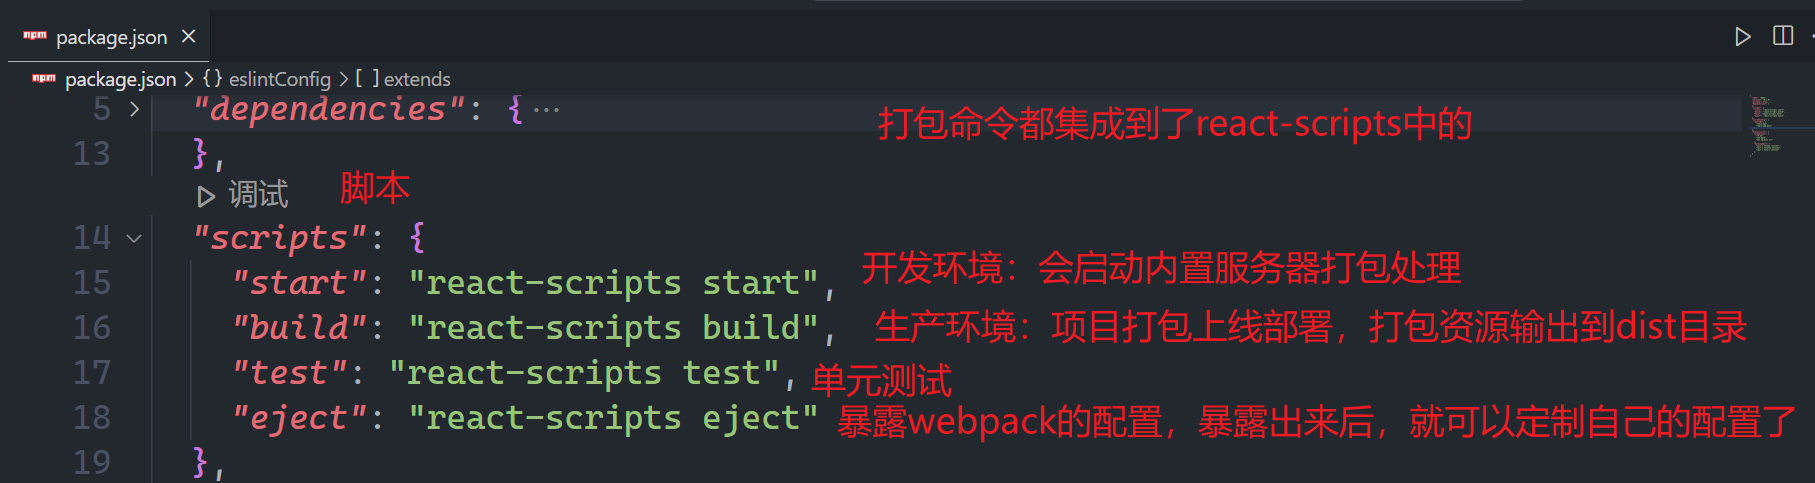 package.json
package.json > {} eslintConfig > [ ] extends
5 "dependencies": { ··· 打包命令都集成到了react-scripts中的
13 },
调试 脚本
14 "scripts": {
15 "start": "react-scripts start", 开发环境：会启动内置服务器打包处理
16 "build": "react-scripts build", 生产环境：项目打包上线部署，打包资源输出到dist目录
17 "test": "react-scripts test", 单元测试
18 "eject": "react-scripts eject" 暴露webpack的配置，暴露出来后，就可以定制自己的配置了
19 },